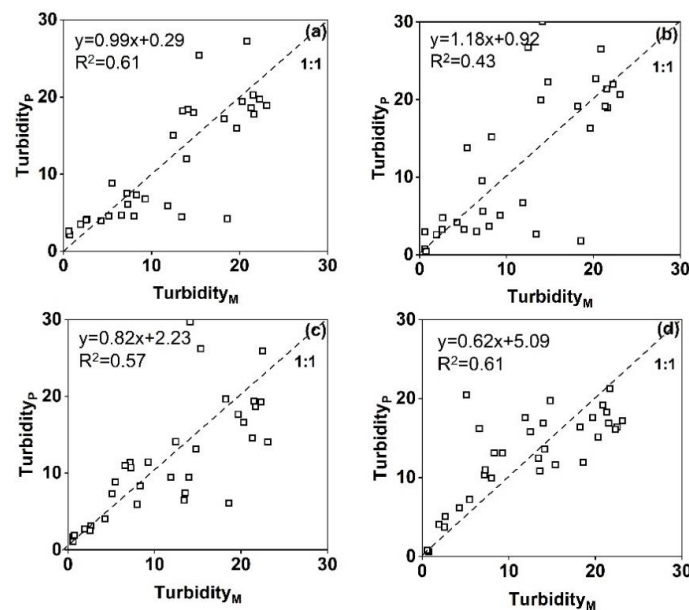 30
(a)
y=0.99x+0.29
R²=0.61
1:1
20
Turbidity_P
10
0
0 10 20 30
Turbidity_M
30
(b)
y=1.18x+0.92
R²=0.43
1:1
20
Turbidity_P
10
0
0 10 20 30
Turbidity_M
30
(c)
y=0.82x+2.23
R²=0.57
1:1
20
Turbidity_P
10
0
0 10 20 30
Turbidity_M
30
(d)
y=0.62x+5.09
R²=0.61
1:1
20
Turbidity_P
10
0
0 10 20 30
Turbidity_M